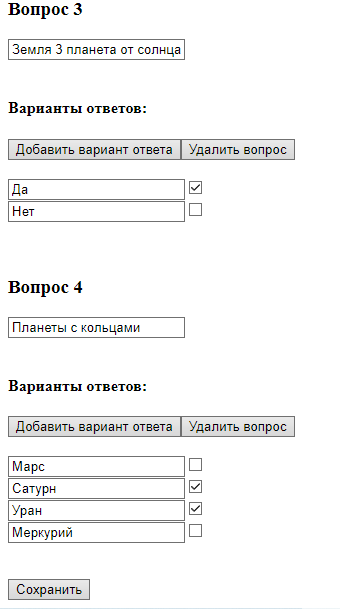 Вопрос 3
Земля 3 планета от солнца
Варианты ответов:
Добавить вариант ответа Удалить вопрос
Да
Нет
Вопрос 4
Планеты с кольцами
Варианты ответов:
Добавить вариант ответа Удалить вопрос
Марс
Сатурн
Уран
Меркурий
Сохранить